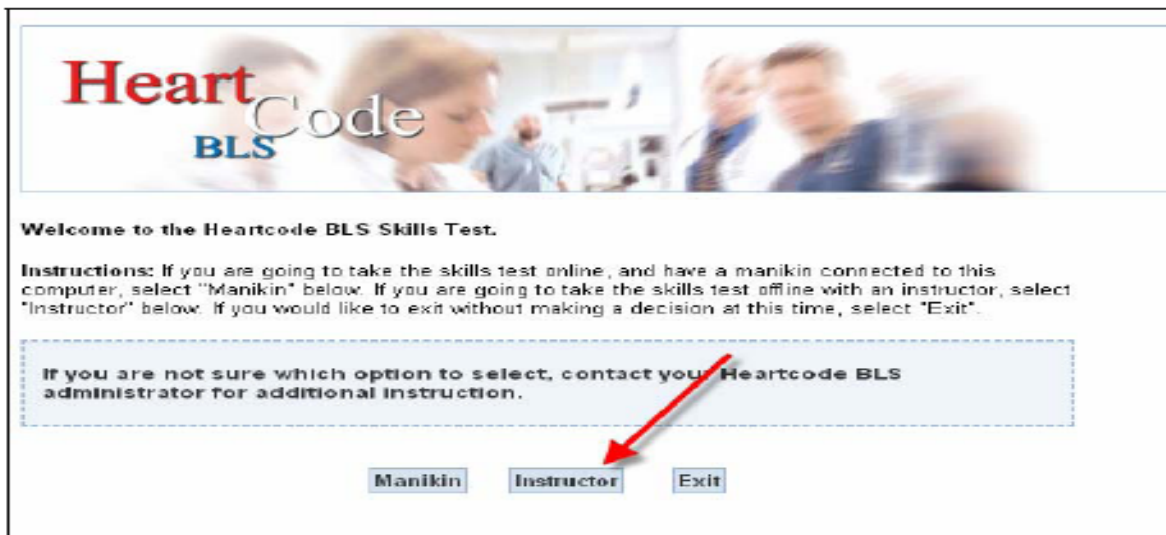 Heart
Code
BLS
Welcome to the Heartcode BLS Skills Test.
Instructions: If you are going to take the skills test online, and have a manikin connected to this
computer, select "Manikin" below. If you are going to take the skills test offline with an instructor, select
"Instructor" below. If you would like to exit without making a decision at this time, select "Exit".
If you are not sure which option to select, contact your Heartcode BLS
administrator for additional instruction.
Manikin Instructor Exit